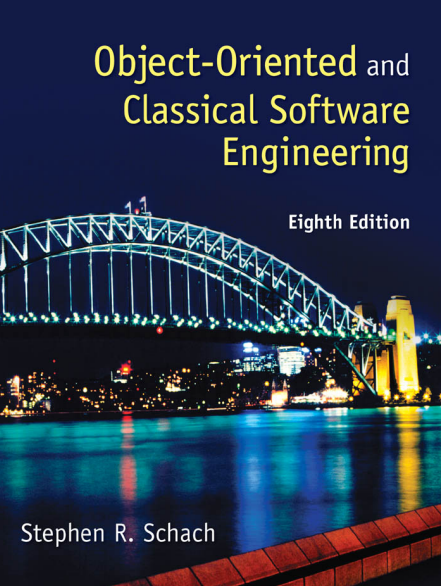 Object-Oriented and
Classical Software
Engineering
Eighth Edition
Stephen R. Schach